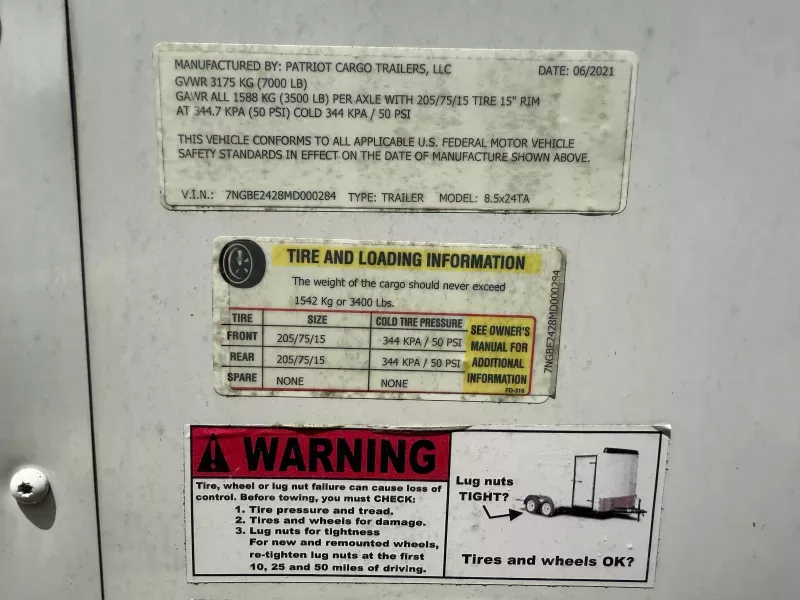 MANUFACTURED BY: PATRIOT CARGO TRAILERS, LLC DATE: 06/2021
GVWR 3175 KG (7000 LB)
GAWR ALL 1588 KG (3500 LB) PER AXLE WITH 205/75/15 TIRE 15" RIM
AT 344.7 KPA (50 PSI) COLD 344 KPA / 50 PSI
THIS VEHICLE CONFORMS TO ALL APPLICABLE U.S. FEDERAL MOTOR VEHICLE
SAFETY STANDARDS IN EFFECT ON THE DATE OF MANUFACTURE SHOWN ABOVE.
V.I.N.: 7NGBE2428MD000284 TYPE: TRAILER MODEL: 8.5x24TA
TIRE AND LOADING INFORMATION
The weight of the cargo should never exceed
1542 Kg or 3400 Lbs.
TIRE SIZE COLD TIRE PRESSURE
FRONT 205/75/15 344 KPA / 50 PSI
REAR 205/75/15 344 KPA / 50 PSI
SPARE NONE NONE
SEE OWNER'S
MANUAL FOR
ADDITIONAL
INFORMATION
FD-316
7NGBE2428MD000284
WARNING
Tire, wheel or lug nut failure can cause loss of
control. Before towing, you must CHECK:
1. Tire pressure and tread.
2. Tires and wheels for damage.
3. Lug nuts for tightness
For new and remounted wheels,
re-tighten lug nuts at the first
10, 25 and 50 miles of driving.
Lug nuts
TIGHT?
Tires and wheels OK?